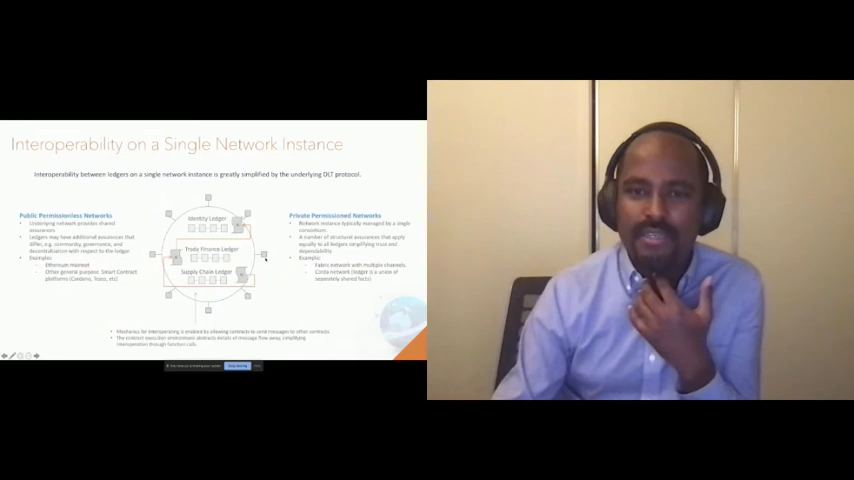 Interoperability on a Single Network Instance
Interoperability between ledgers on a single network instance is greatly simplified by the underlying DLT protocol.
Public Permissionless Networks
Underlying network provides shared
assurances
Ledgers may have additional assurances that
differ, e.g. community, governance, and
decentralization with respect to the ledger
Examples:
Ethereum mainnet
Other general purpose Smart Contract
platforms (Cardano, Tezos, etc)
Identity Ledger
Trade Finance Ledger
Supply Chain Ledger
Private Permissioned Networks
Network instance typically managed by a single
consortium.
A number of structural assurances that apply
equally to all ledgers simplifying trust and
dependability
Example:
Fabric network with multiple channels
Corda network (ledger is a union of
separately shared facts)
Mechanics for interoperating is enabled by allowing contracts to send messages to other contracts.
The contract execution environment abstracts details of message flow away, simplifying
interoperation through function calls